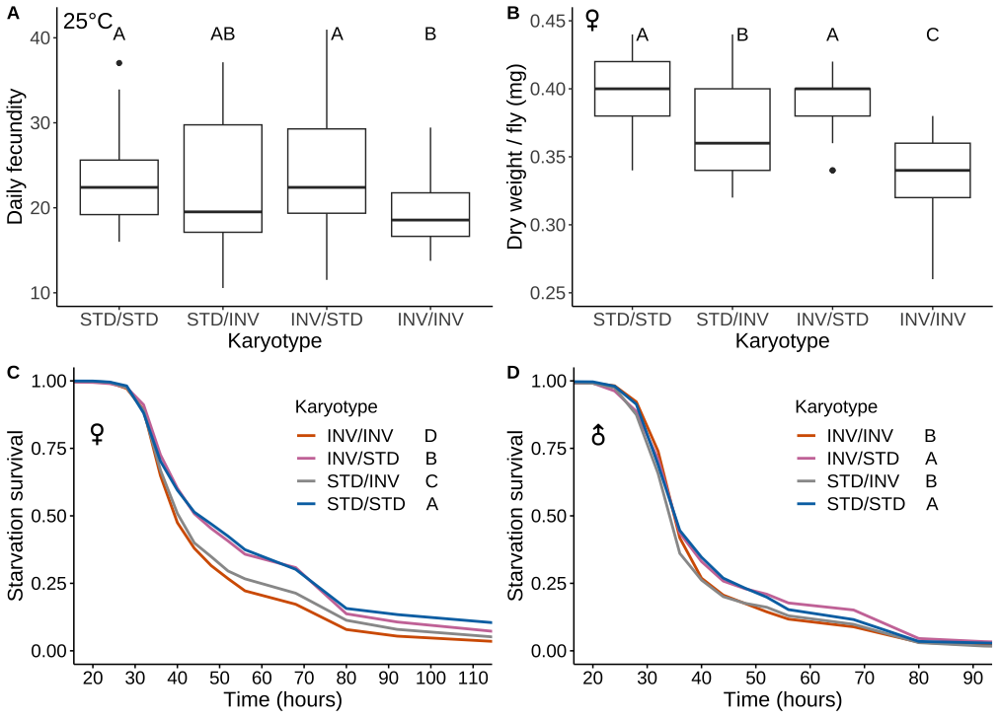 A
25°C
A AB A B
40
30
20
10
Daily fecundity
STD/STD STD/INV INV/STD INV/INV
Karyotype
B
♀
A B A C
0.45
0.40
0.35
0.30
0.25
Dry weight / fly (mg)
STD/STD STD/INV INV/STD INV/INV
Karyotype
C
♀
1.00
0.75
0.50
0.25
0.00
Starvation survival
Karyotype
INV/INV D
INV/STD B
STD/INV C
STD/STD A
20 30 40 50 60 70 80 90 100 110
Time (hours)
D
♂
1.00
0.75
0.50
0.25
0.00
Starvation survival
Karyotype
INV/INV B
INV/STD A
STD/INV B
STD/STD A
20 30 40 50 60 70 80 90
Time (hours)